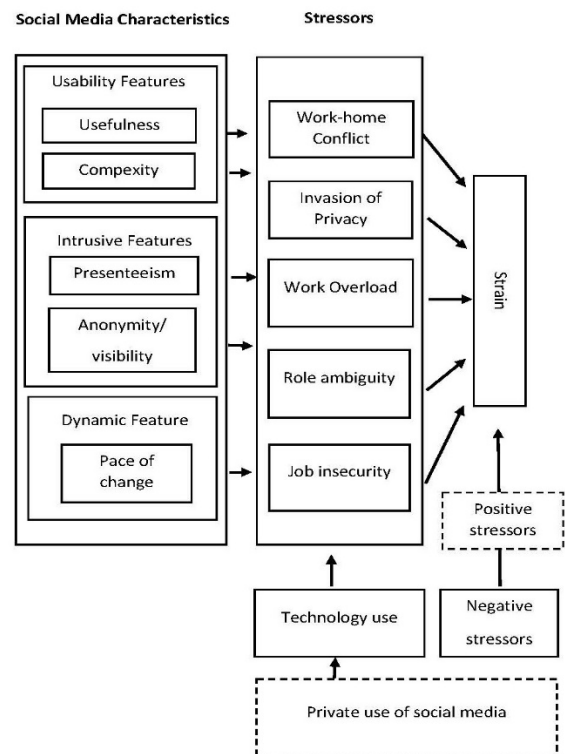 Social Media Characteristics
Stressors
Usability Features
Usefulness
Compexity
Intrusive Features
Presenteeism
Anonymity/
visibility
Dynamic Feature
Pace of
change
Work-home
Conflict
Invasion of
Privacy
Work Overload
Role ambiguity
Job insecurity
Strain
Positive
stressors
Technology use
Negative
stressors
Private use of social media